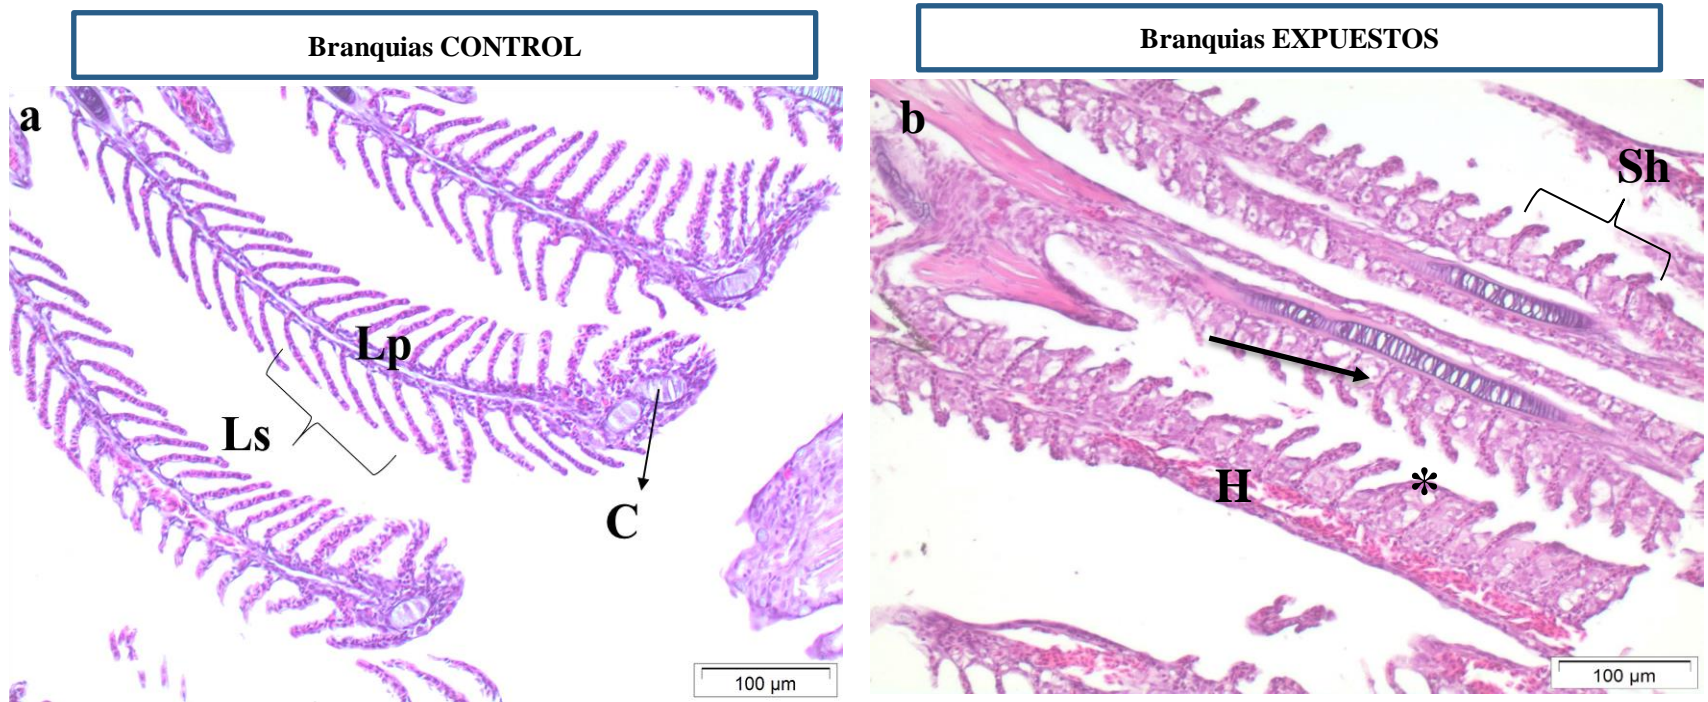 Branquias CONTROL
Branquias EXPUESTOS
a
Lp
Ls
C
100 µm
b
Sh
H
*
100 µm